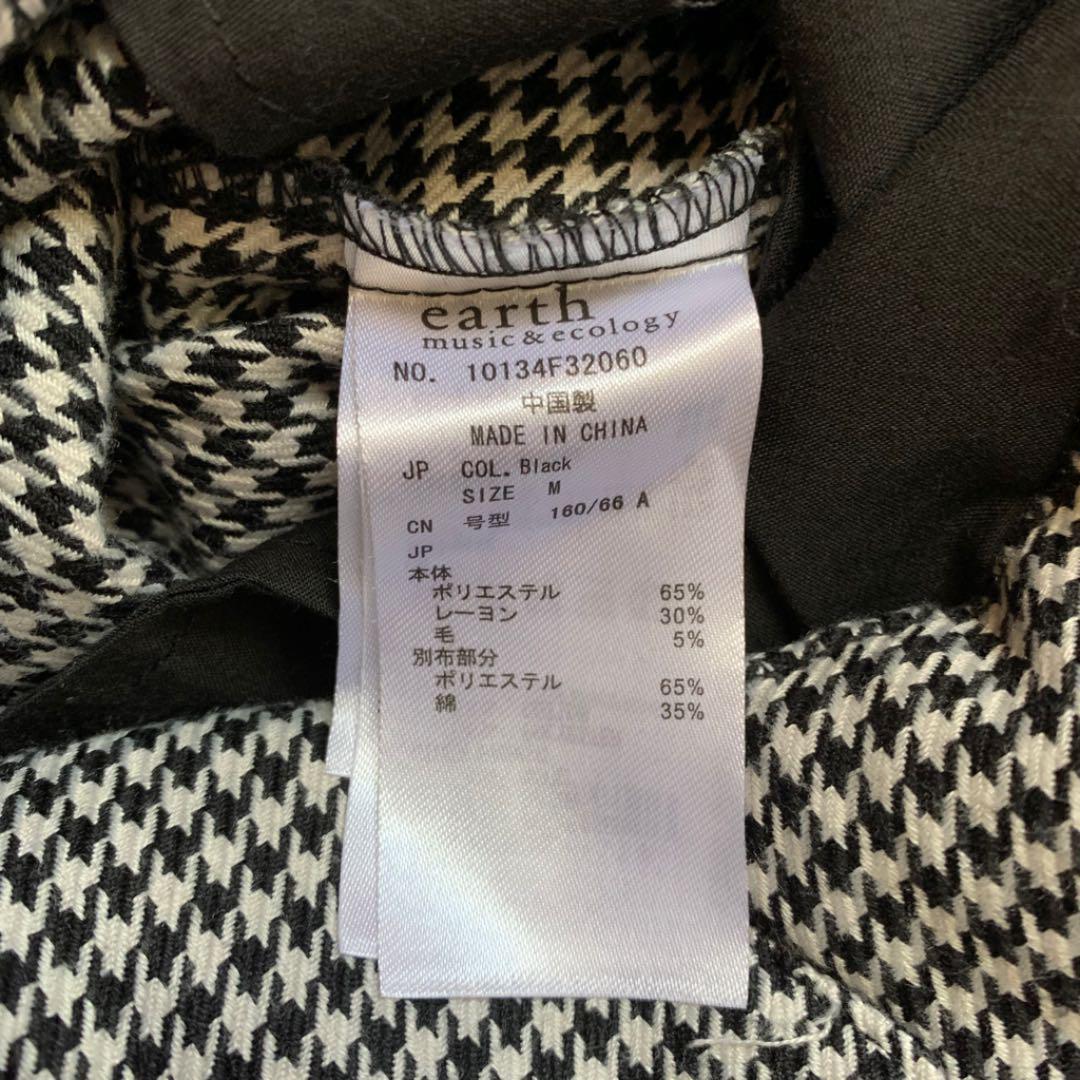 earth
music & ecology
NO. 10134F32060
中国製
MADE IN CHINA
JP COL. Black
SIZE M
CN 号型 160/66 A
JP
本体
ポリエステル 65%
レーヨン 30%
毛 5%
別布部分
ポリエステル 65%
綿 35%